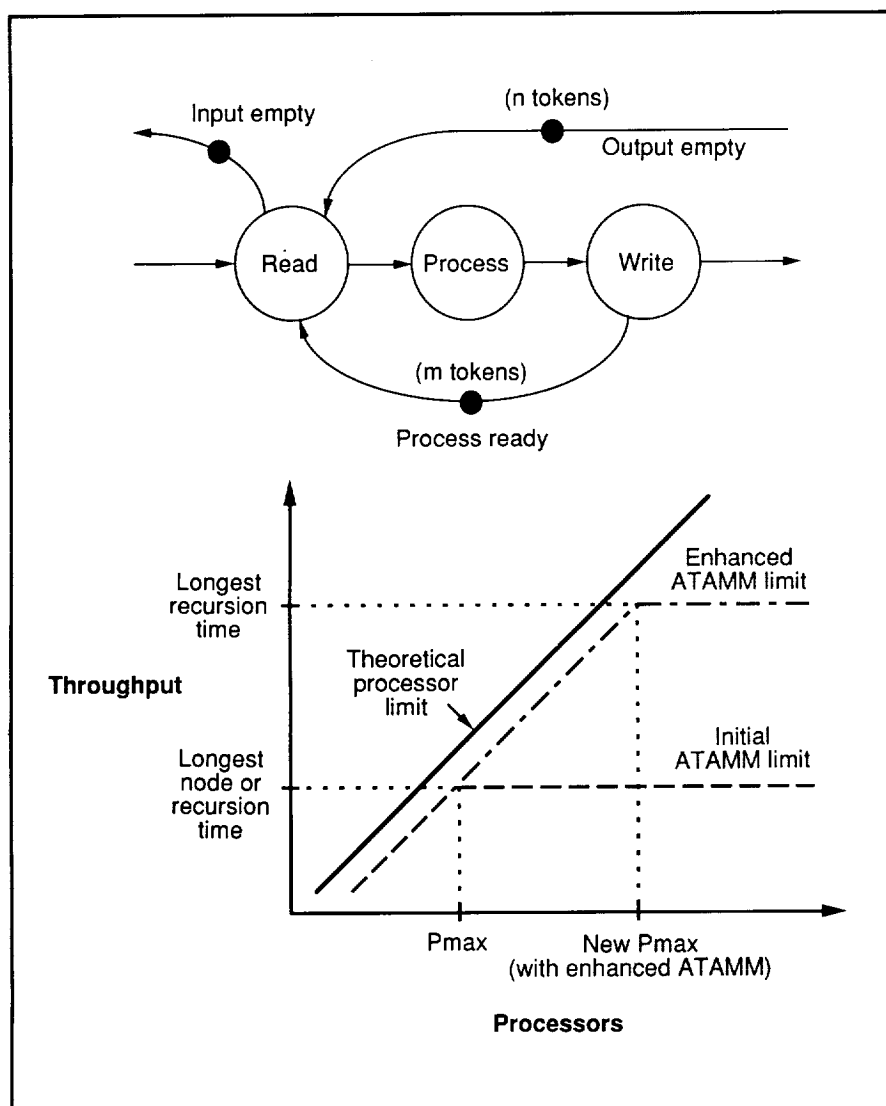 (n tokens)
Input empty
Output empty
Read
Process
Write
(m tokens)
Process ready
Enhanced
ATAMM limit
Longest
recursion
time
Theoretical
processor
limit
Throughput
Initial
ATAMM limit
Longest
node or
recursion
time
Pmax
New Pmax
(with enhanced ATAMM)
Processors